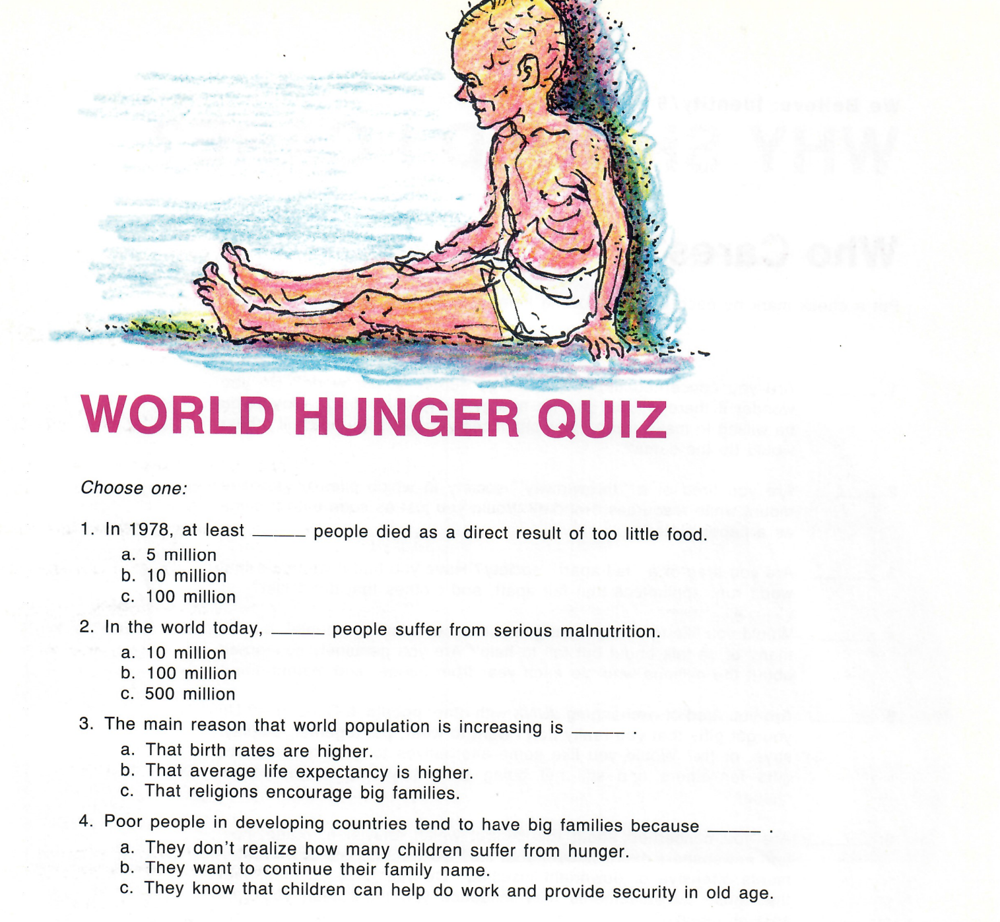 WORLD HUNGER QUIZ
Choose one:
1. In 1978, at least _____ people died as a direct result of too little food.
a. 5 million
b. 10 million
c. 100 million
2. In the world today, _____ people suffer from serious malnutrition.
a. 10 million
b. 100 million
c. 500 million
3. The main reason that world population is increasing is _____ .
a. That birth rates are higher.
b. That average life expectancy is higher.
c. That religions encourage big families.
4. Poor people in developing countries tend to have big families because _____ .
a. They don't realize how many children suffer from hunger.
b. They want to continue their family name.
c. They know that children can help do work and provide security in old age.